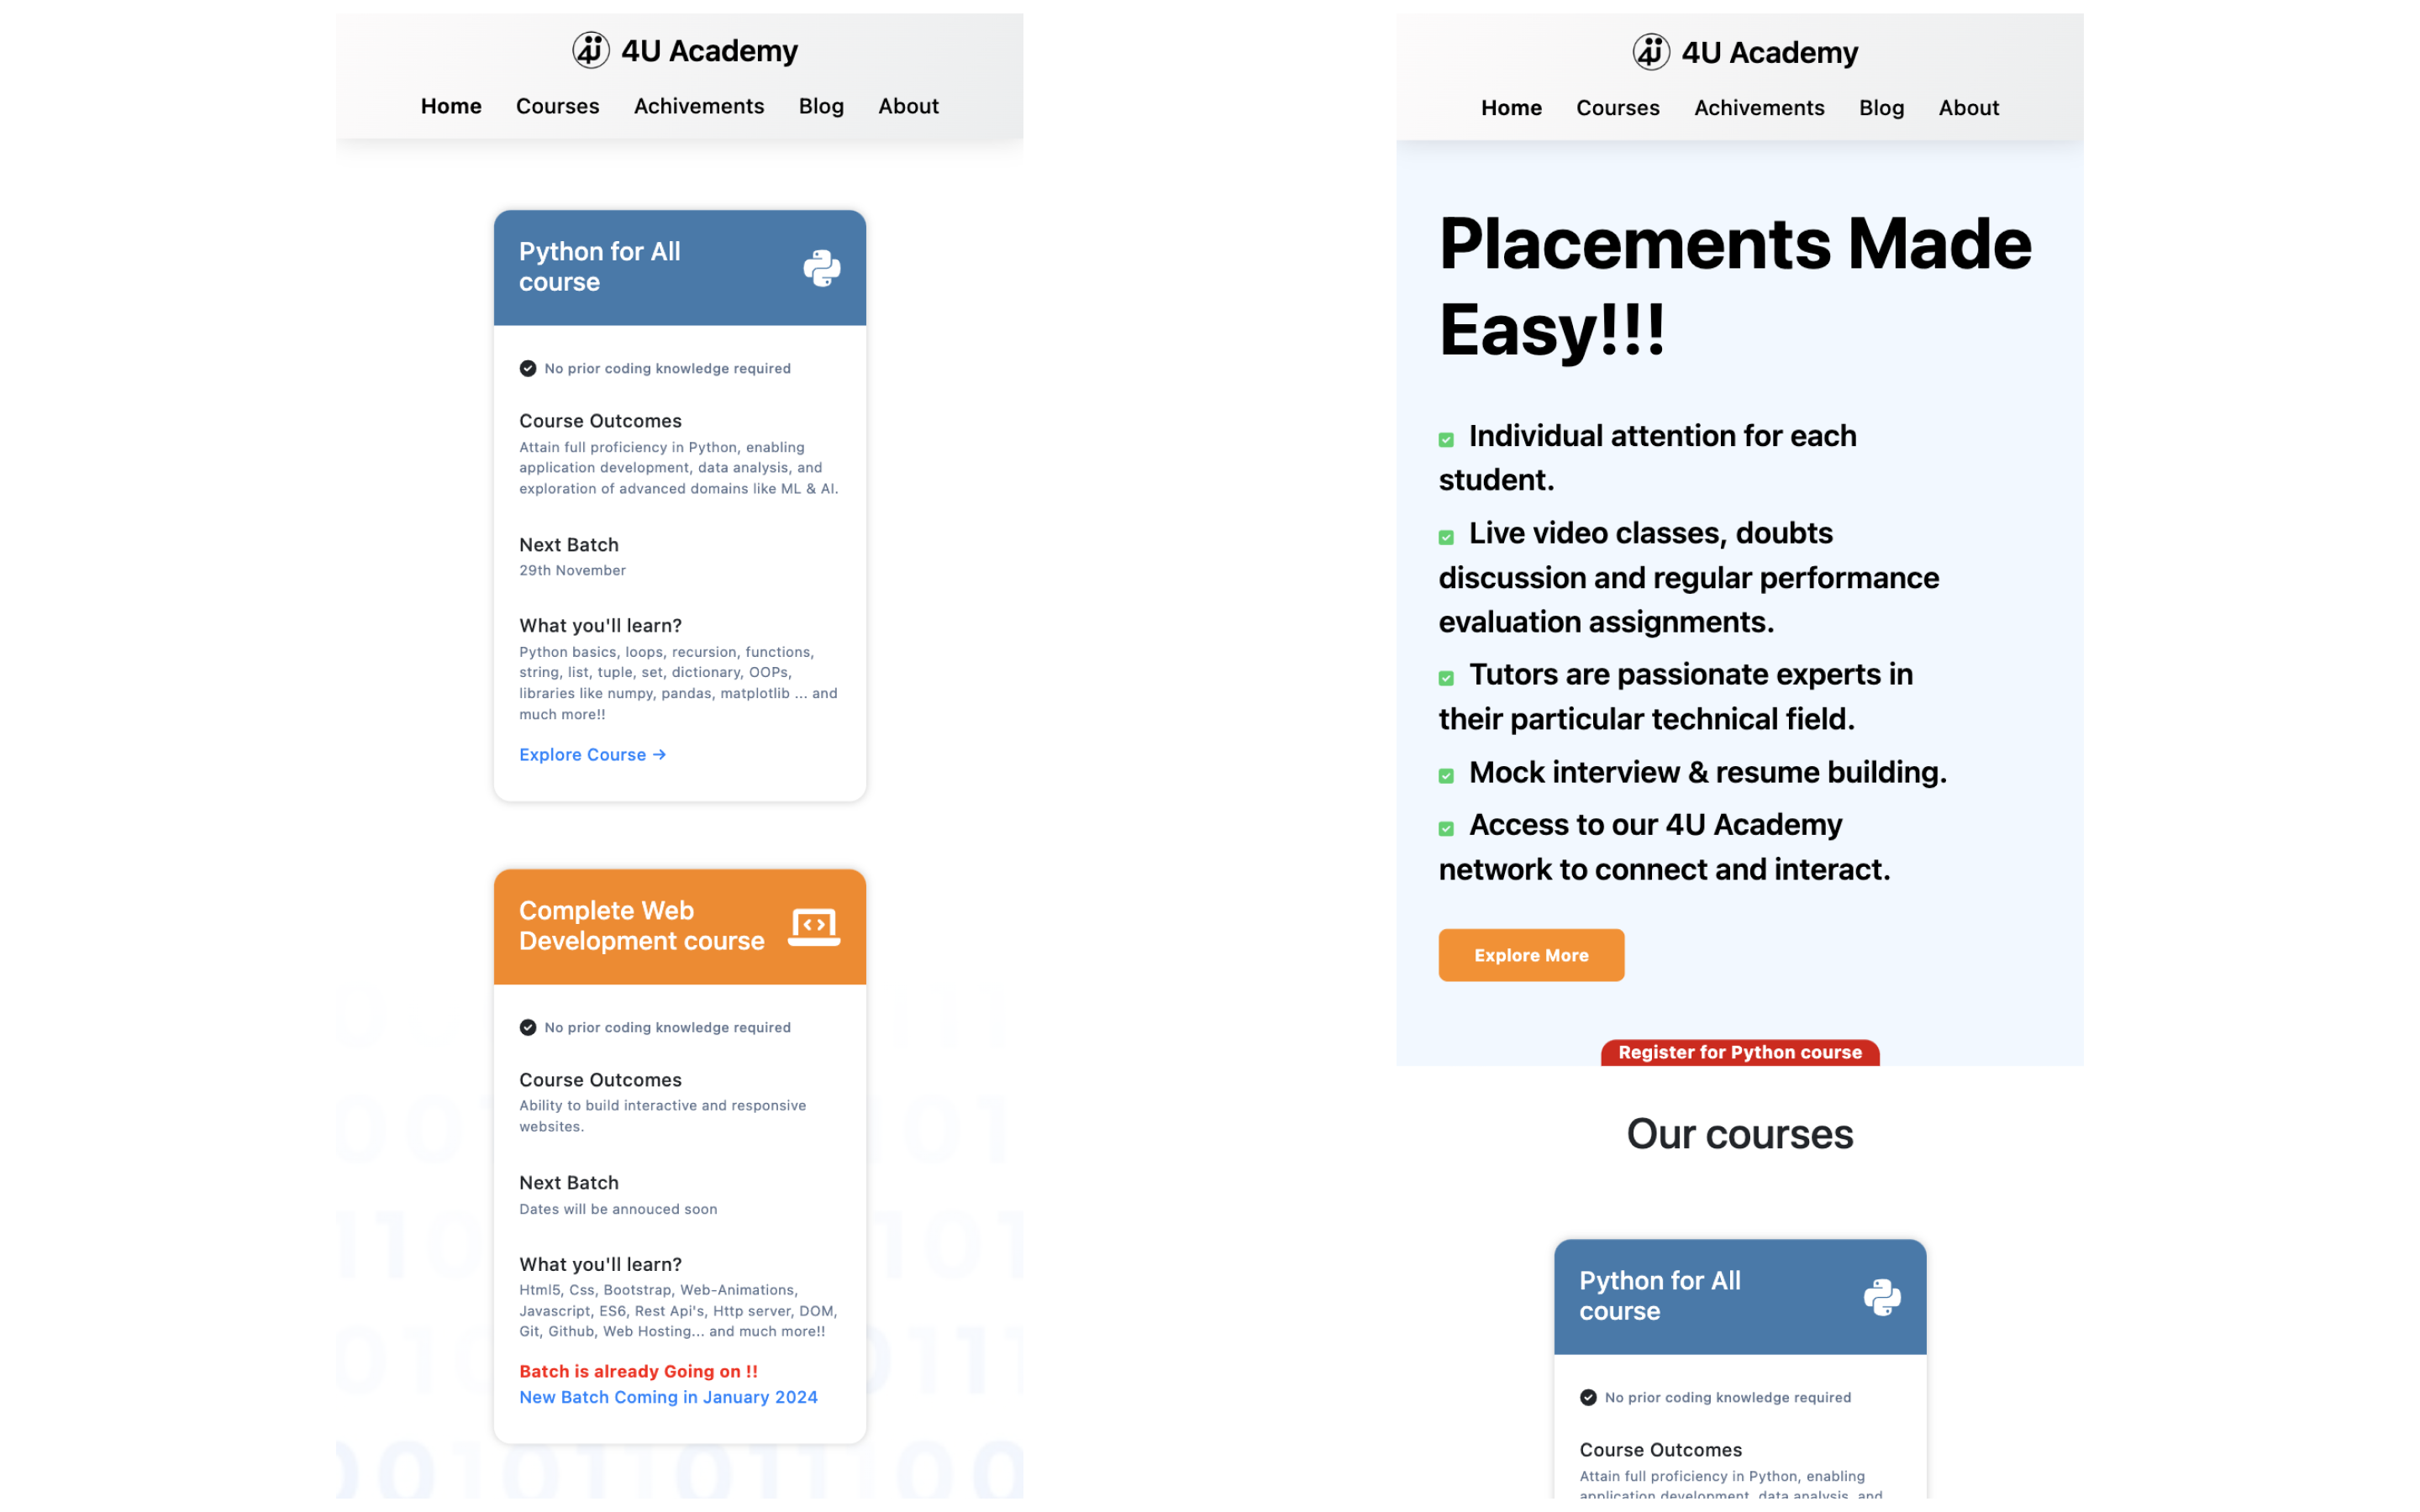 4U 4U Academy
Home Courses Achivements Blog About
Python for All
course
No prior coding knowledge required
Course Outcomes
Attain full proficiency in Python, enabling
application development, data analysis, and
exploration of advanced domains like ML & AI.
Next Batch
29th November
What you'll learn?
Python basics, loops, recursion, functions,
string, list, tuple, set, dictionary, OOPs,
libraries like numpy, pandas, matplotlib ... and
much more!!
Explore Course →
Complete Web
Development course
No prior coding knowledge required
Course Outcomes
Ability to build interactive and responsive
websites.
Next Batch
Dates will be annouced soon
What you'll learn?
Html5, Css, Bootstrap, Web-Animations,
Javascript, ES6, Rest Api's, Http server, DOM,
Git, Github, Web Hosting... and much more!!
Batch is already Going on !!
New Batch Coming in January 2024
4U 4U Academy
Home Courses Achivements Blog About
Placements Made
Easy!!!
Individual attention for each
student.
Live video classes, doubts
discussion and regular performance
evaluation assignments.
Tutors are passionate experts in
their particular technical field.
Mock interview & resume building.
Access to our 4U Academy
network to connect and interact.
Explore More
Register for Python course
Our courses
Python for All
course
No prior coding knowledge required
Course Outcomes
Attain full proficiency in Python, enabling
application development, data analysis, and